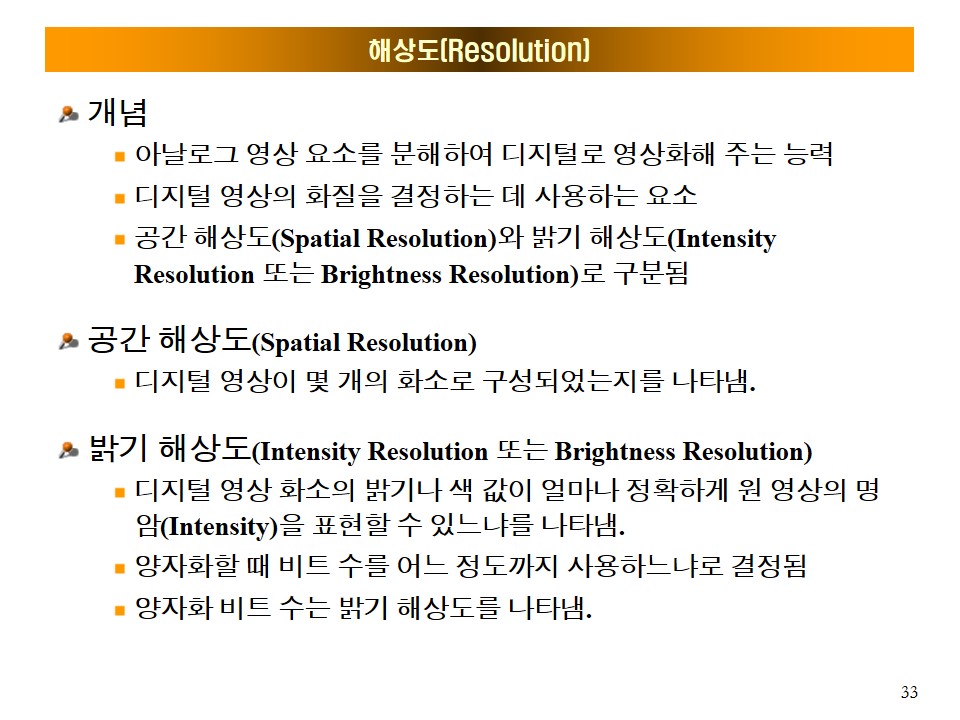 해상도(Resolution)
개념
아날로그 영상 요소를 분해하여 디지털로 영상화해 주는 능력
디지털 영상의 화질을 결정하는 데 사용하는 요소
공간 해상도(Spatial Resolution)와 밝기 해상도(Intensity
Resolution 또는 Brightness Resolution)로 구분됨
공간 해상도(Spatial Resolution)
디지털 영상이 몇 개의 화소로 구성되었는지를 나타냄.
밝기 해상도(Intensity Resolution 또는 Brightness Resolution)
디지털 영상 화소의 밝기나 색 값이 얼마나 정확하게 원 영상의 명
암(Intensity)을 표현할 수 있느냐를 나타냄.
양자화할 때 비트 수를 어느 정도까지 사용하느냐로 결정됨
양자화 비트 수는 밝기 해상도를 나타냄.
33